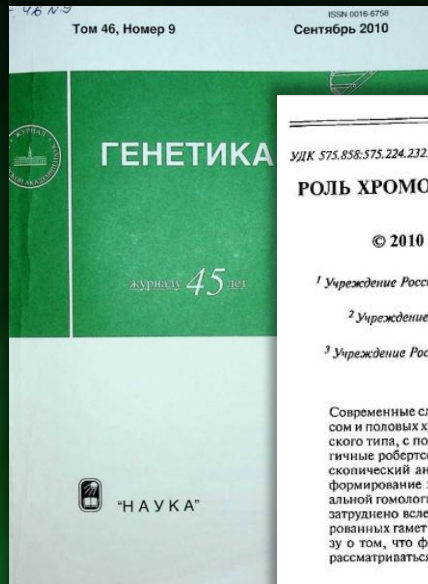 46 N 9
ISSN 0016-6758
Том 46, Номер 9
Сентябрь 2010
ГЕНЕТИКА
журналу 45 лет
"НАУКА"
УДК 575.858:575.224.232.
РОЛЬ ХРОМО
© 2010
1 Учреждение Росси
2 Учреждение
3 Учреждение Рос
Современные сл
сом и половых х
ского типа, с по
гичные робертсо
скопический ан
формирование
альной гомологи
затруднено всле
рованных гамет
зу о том, что ф
рассматриваться